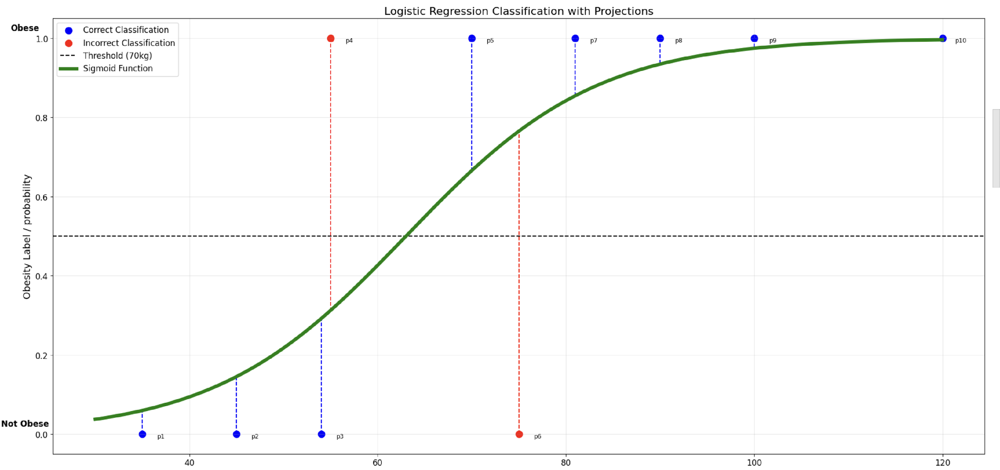 Logistic Regression Classification with Projections
Obese
Correct Classification
Incorrect Classification
Threshold (70kg)
Sigmoid Function
1.0
0.8
0.6
0.4
0.2
Not Obese
0.0
Obesity Label / probability
p4
p5
p7
p8
p9
p10
p1
p2
p3
p6
40
60
80
100
120